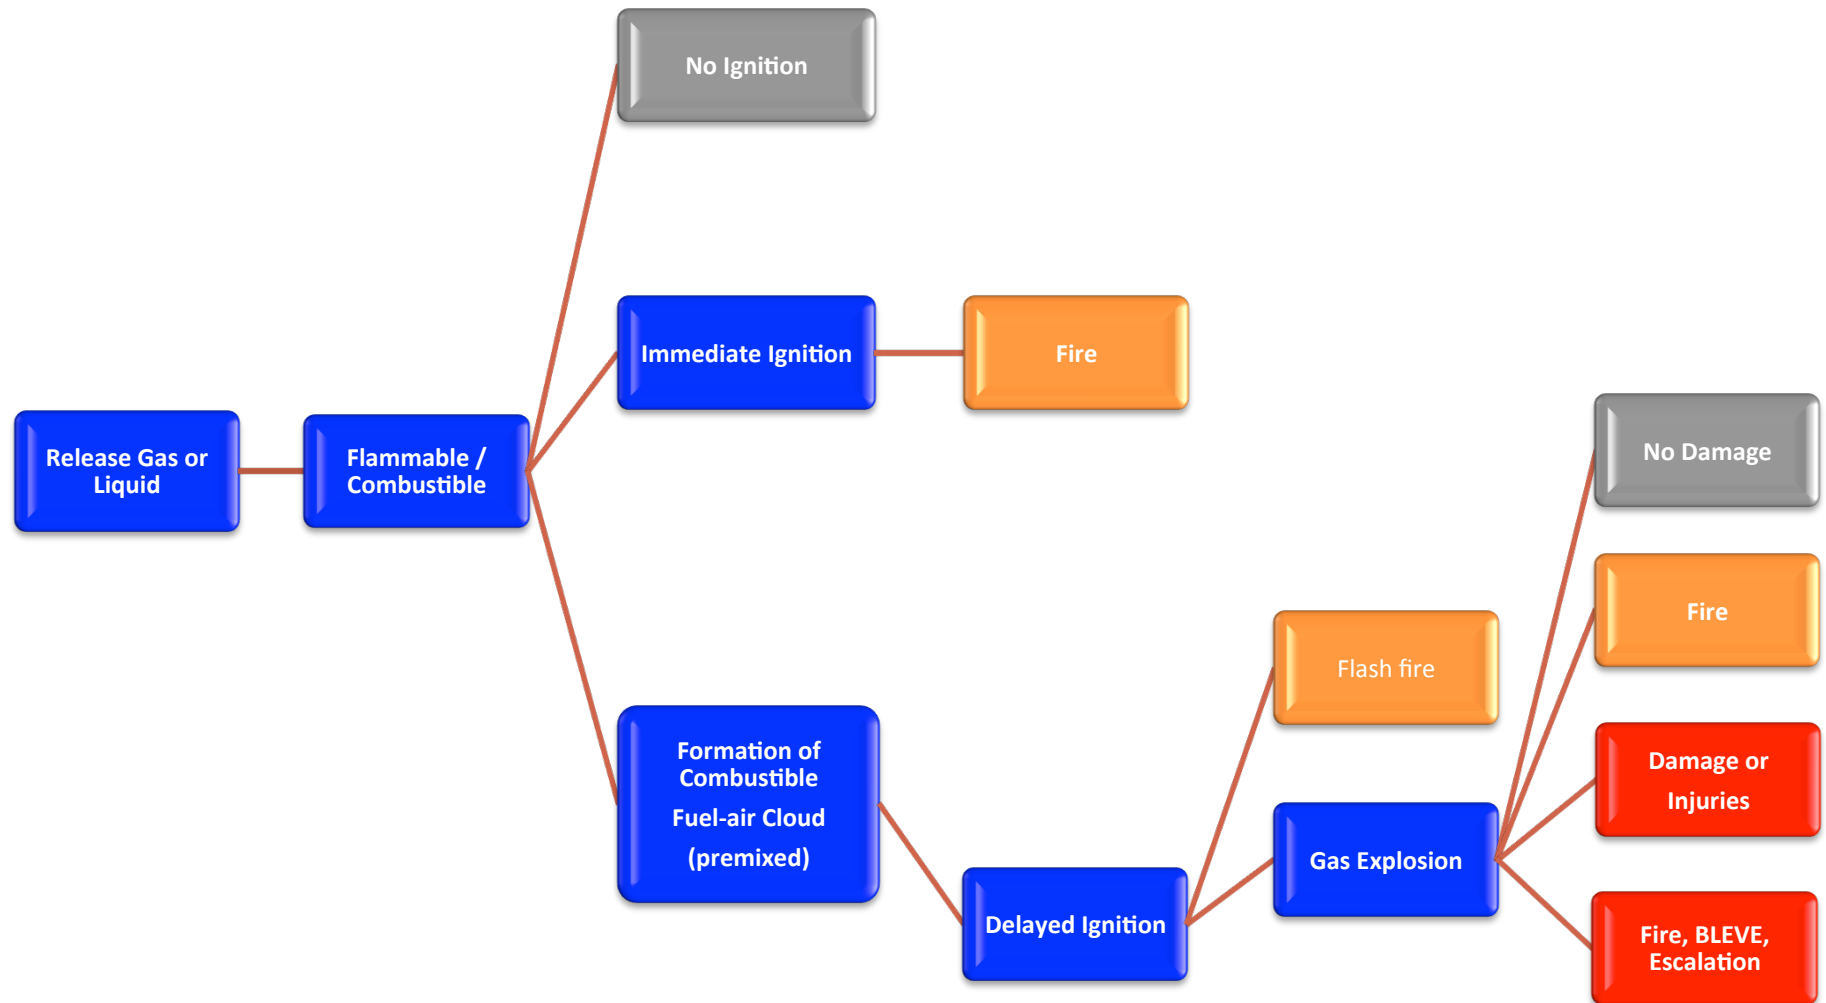 No Ignition
Immediate Ignition
Fire
Release Gas or
Liquid
Flammable /
Combustible
No Damage
Fire
Flash fire
Formation of
Combustible
Fuel-air Cloud
(premixed)
Damage or
Injuries
Gas Explosion
Delayed Ignition
Fire, BLEVE,
Escalation